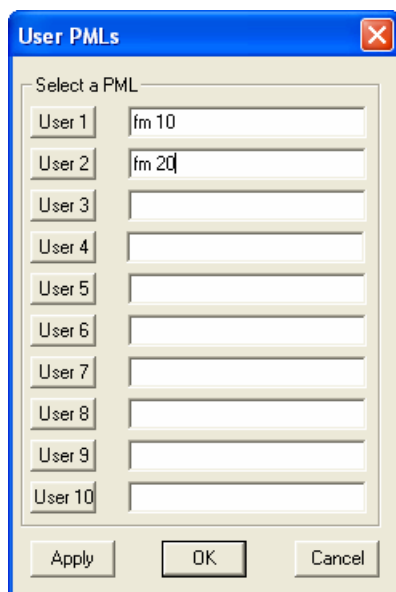 User PMLs
Select a PML
User 1 fm 10
User 2 fm 20
User 3
User 4
User 5
User 6
User 7
User 8
User 9
User 10
Apply OK Cancel